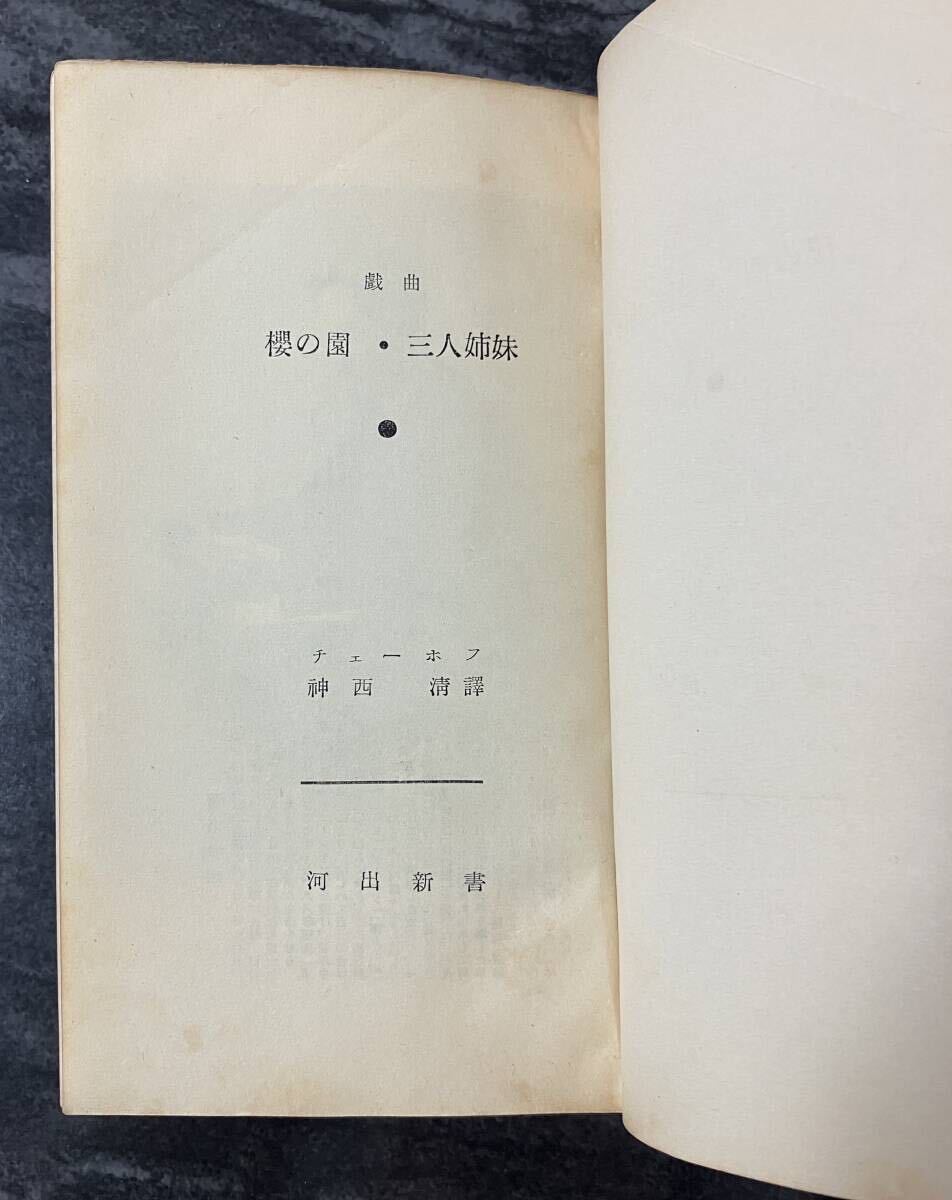 戯曲
櫻の園・三人姉妹
チェーホフ
神西清譯
河出新書